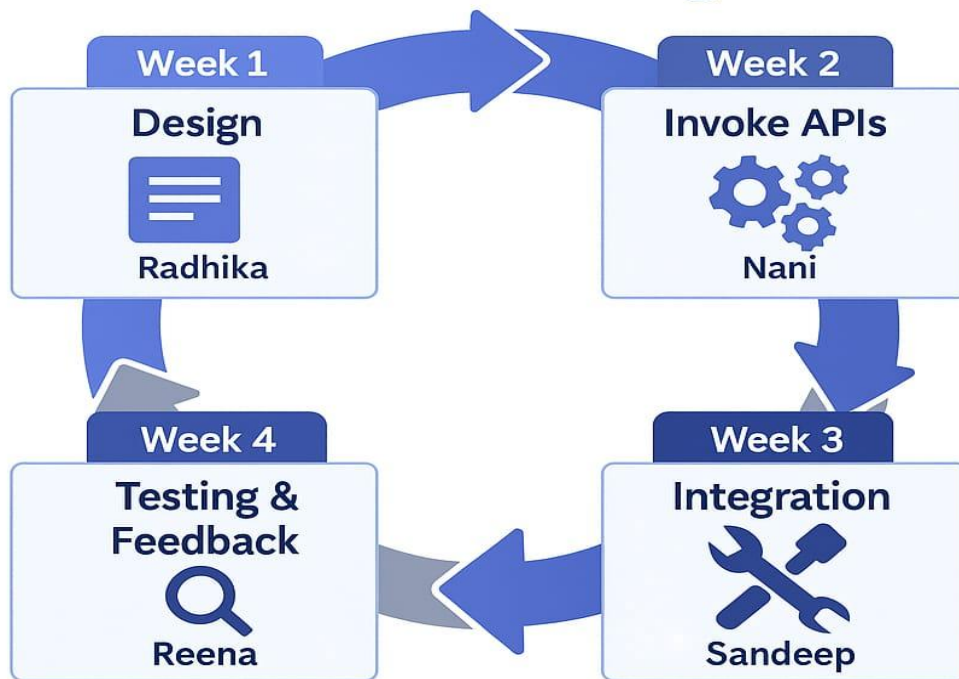 Week 1
Design
Radhika
Week 2
Invoke APIs
Nani
Week 3
Integration
Sandeep
Week 4
Testing &
Feedback
Reena